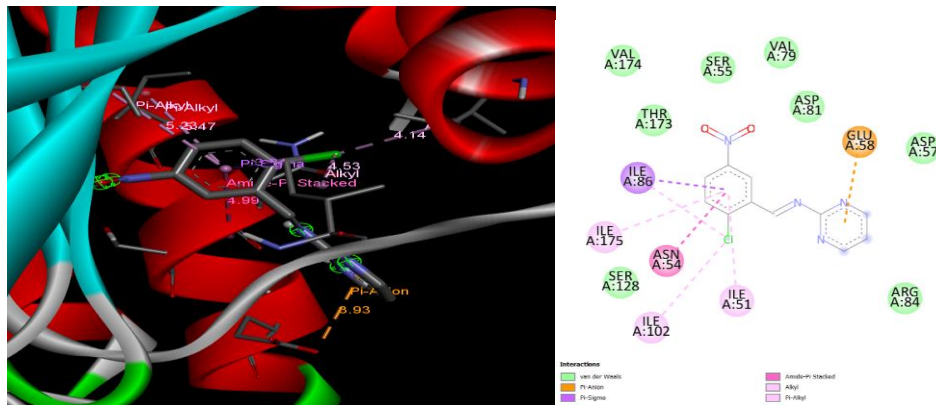 Pi-Alkyl
Pi-Alkyl
5.23
5.47
4.14
4.53
Alkyl
Amide-Pi Stacked
4.99
Pi-Anion
3.93
VAL
A:174
SER
A:55
VAL
A:79
THR
A:173
ASP
A:81
GLU
A:58
ASP
A:57
ILE
A:86
ILE
A:175
ASN
A:54
SER
A:128
ILE
A:102
ILE
A:51
ARG
A:84
O
O
N
N
N
N
Cl
Interactions
van der Waals
Pi-Anion
Pi-Sigma
Amide-Pi Stacked
Alkyl
Pi-Alkyl